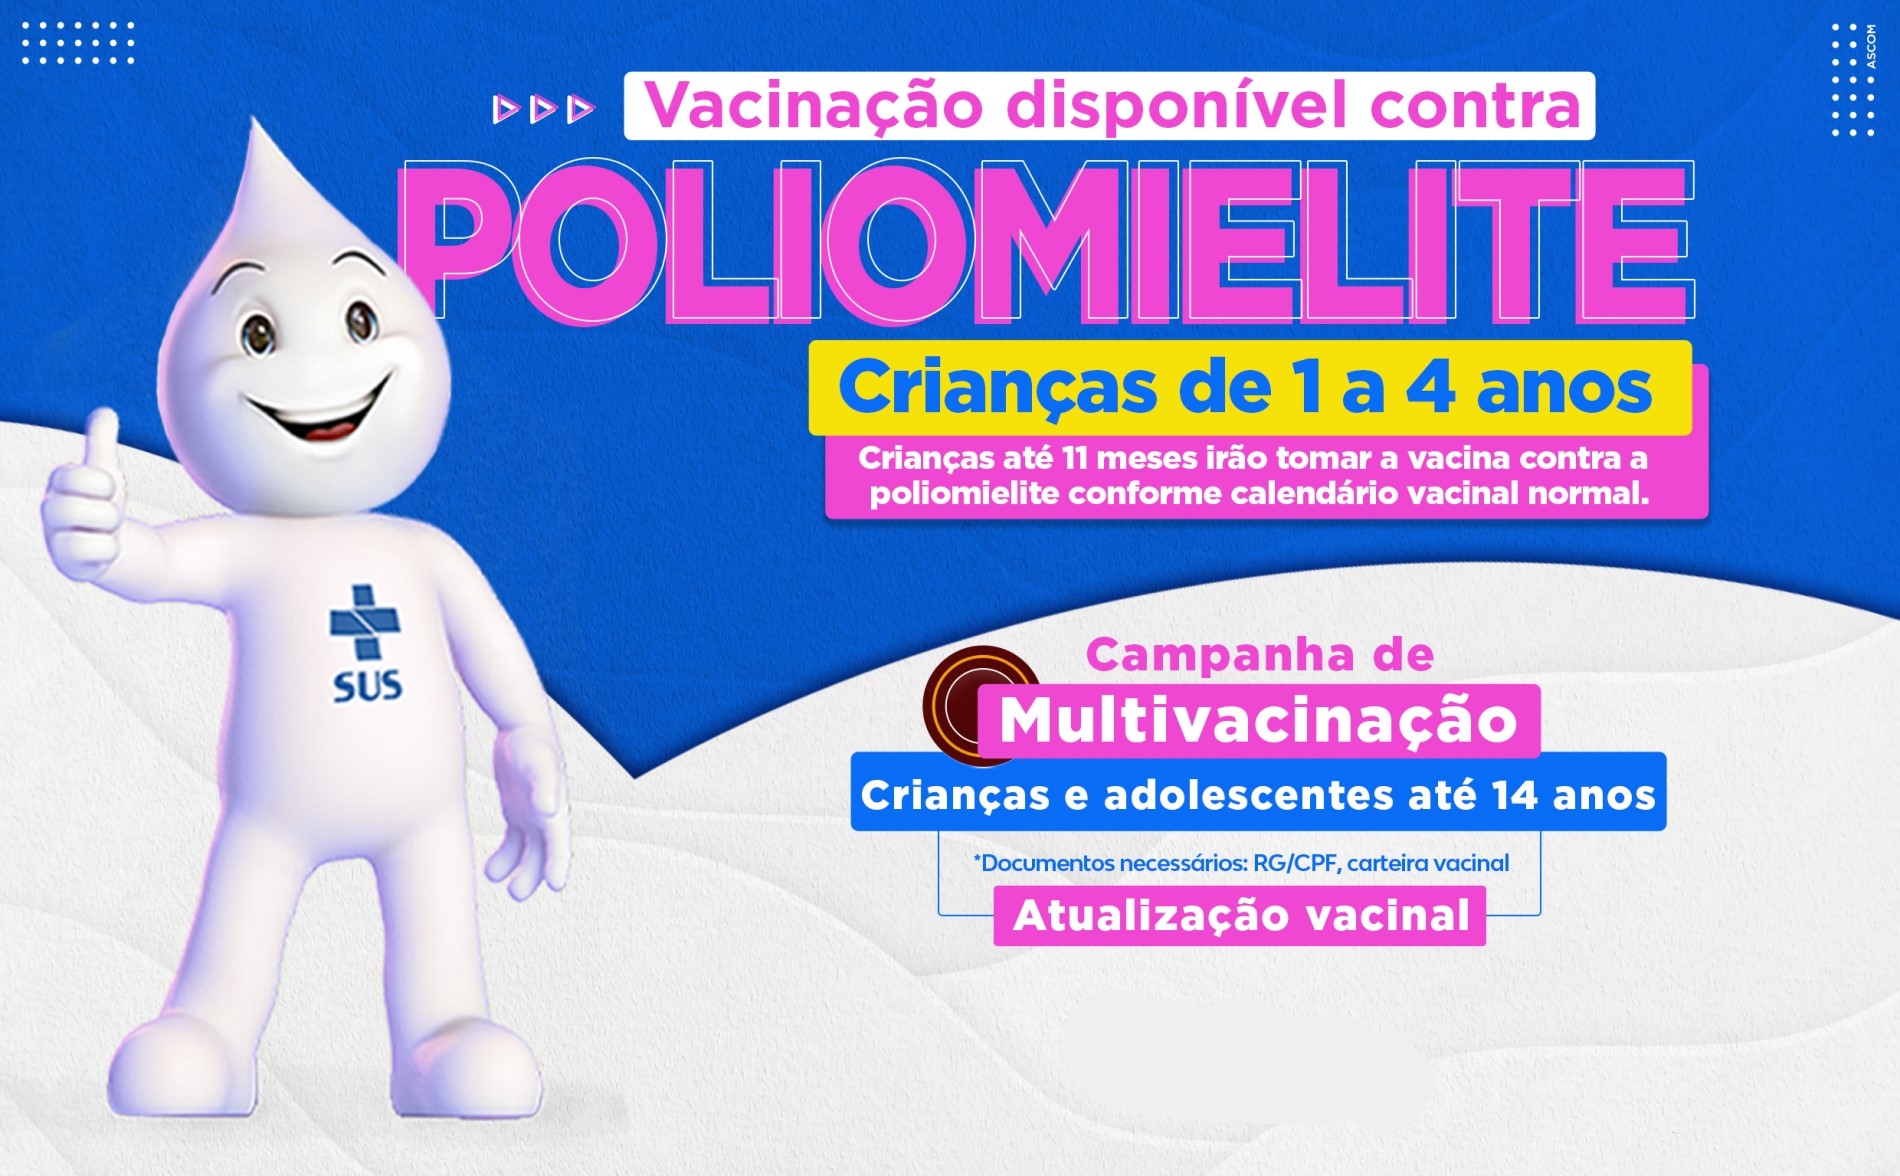 ASCOM
Vacinação disponível contra
POLIOMIELITE
Crianças de 1 a 4 anos
Crianças até 11 meses irão tomar a vacina contra a
poliomielite conforme calendário vacinal normal.
SUS
Campanha de
Multivacinação
Crianças e adolescentes até 14 anos
*Documentos necessários: RG/CPF, carteira vacinal
Atualização vacinal